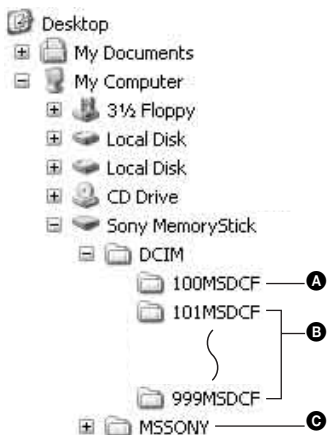 Desktop
My Documents
My Computer
3½ Floppy
Local Disk
Local Disk
CD Drive
Sony MemoryStick
DCIM
100MSDCF A
101MSDCF B
999MSDCF
MSSONY C